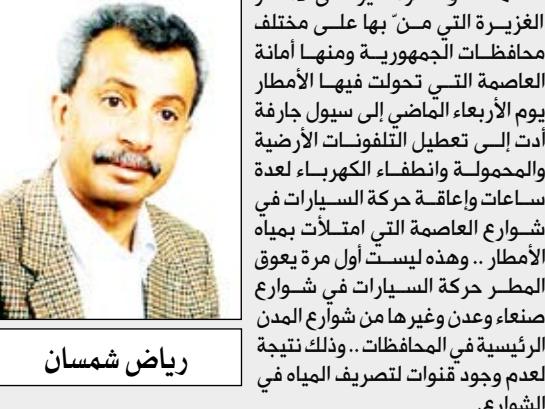 الغزيرة التي منّ بها على مختلف
محافظات الجمهورية ومنها أمانة
العاصمة التي تحولت فيها الأمطار
يوم الأربعاء الماضي إلى سيول جارفة
أدت إلى تعطيل التلفونات الأرضية
والمحمولة وانطفاء الكهرباء لعدة
ساعات وإعاقة حركة السيارات في
شوارع العاصمة التي امتلأت بمياه
الأمطار .. وهذه ليست أول مرة يعوق
المطر حركة السيارات في شوارع
صنعاء وعدن وغيرها من شوارع المدن
الرئيسية في المحافظات .. وذلك نتيجة
لعدم وجود قنوات لتصريف المياه في
الشوارع.
رياض شمسان